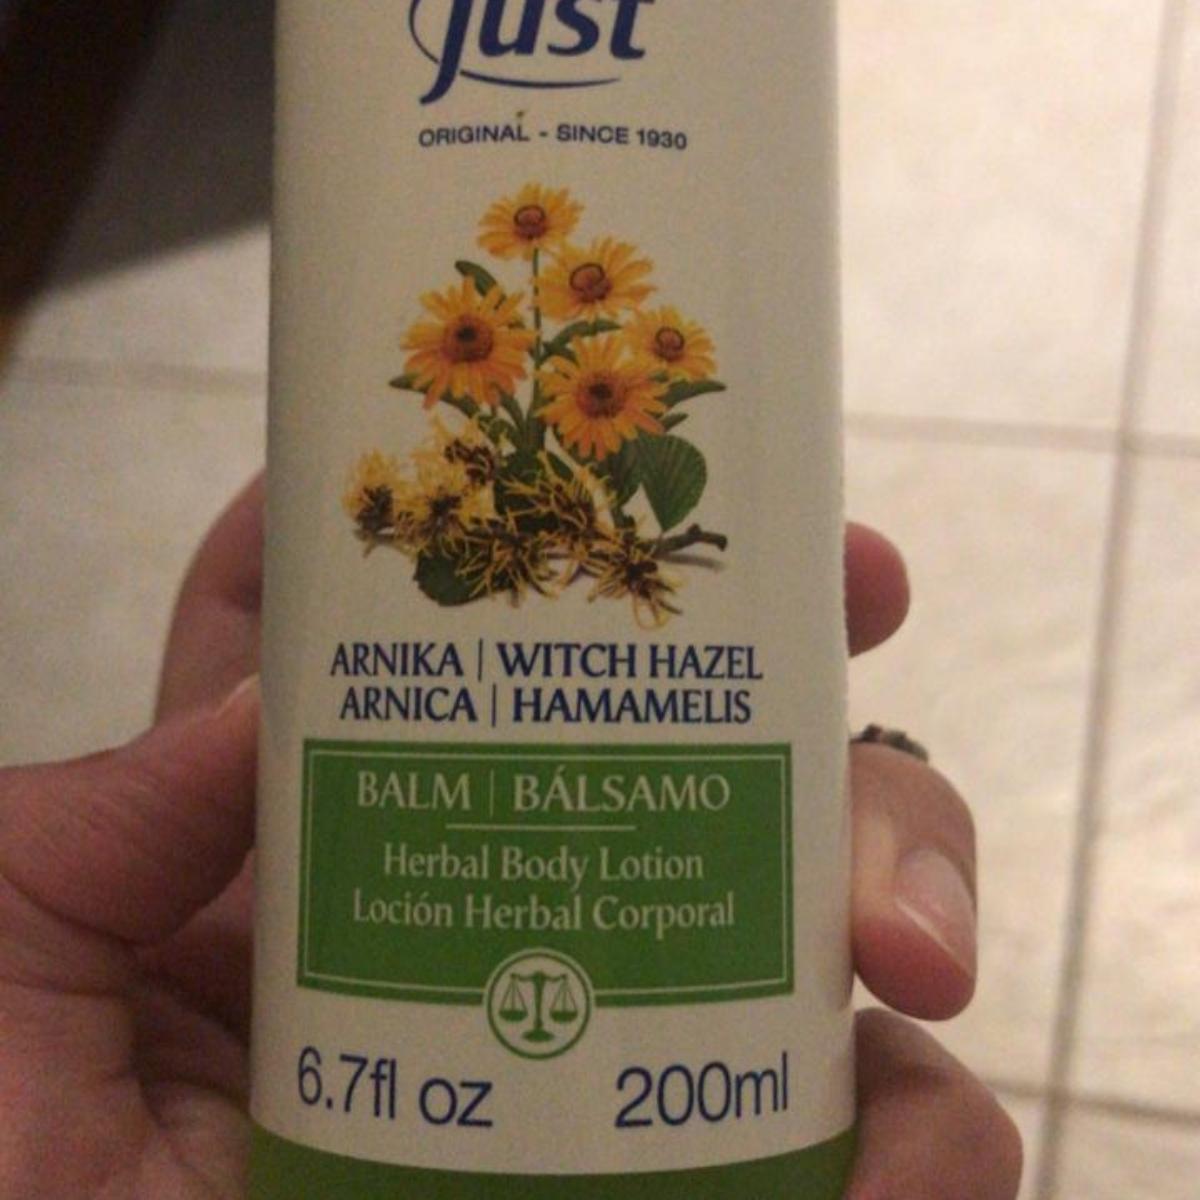 Just
ORIGINAL - SINCE 1930
ARNIKA | WITCH HAZEL
ARNICA | HAMAMELIS
BALM | BÁLSAMO
Herbal Body Lotion
Loción Herbal Corporal
6.7fl oz 200ml